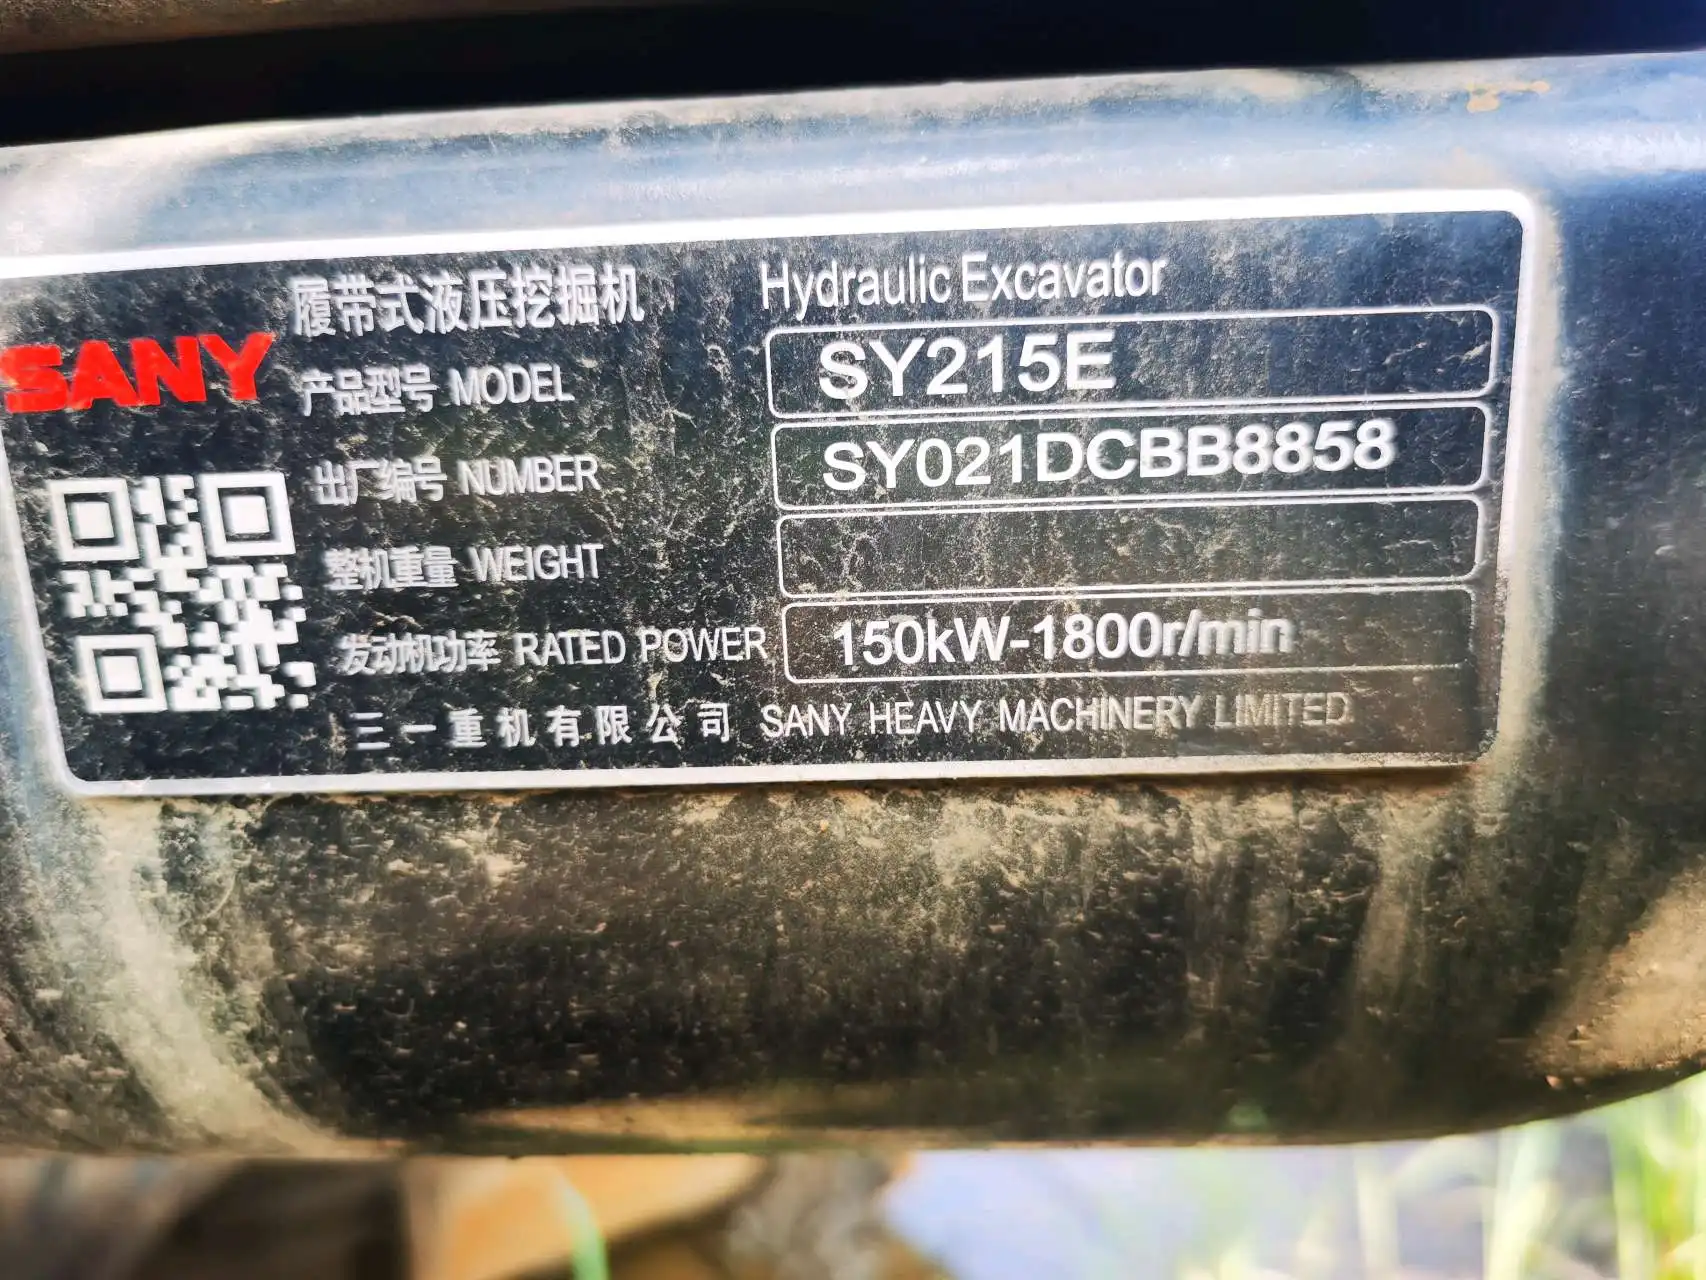 履带式液压挖掘机 Hydraulic Excavator
SANY
产品型号 MODEL SY215E
出厂编号 NUMBER SY021DCBB8858
整机重量 WEIGHT
发动机功率 RATED POWER 150kW-1800r/min
三一重机有限公司 SANY HEAVY MACHINERY LIMITED